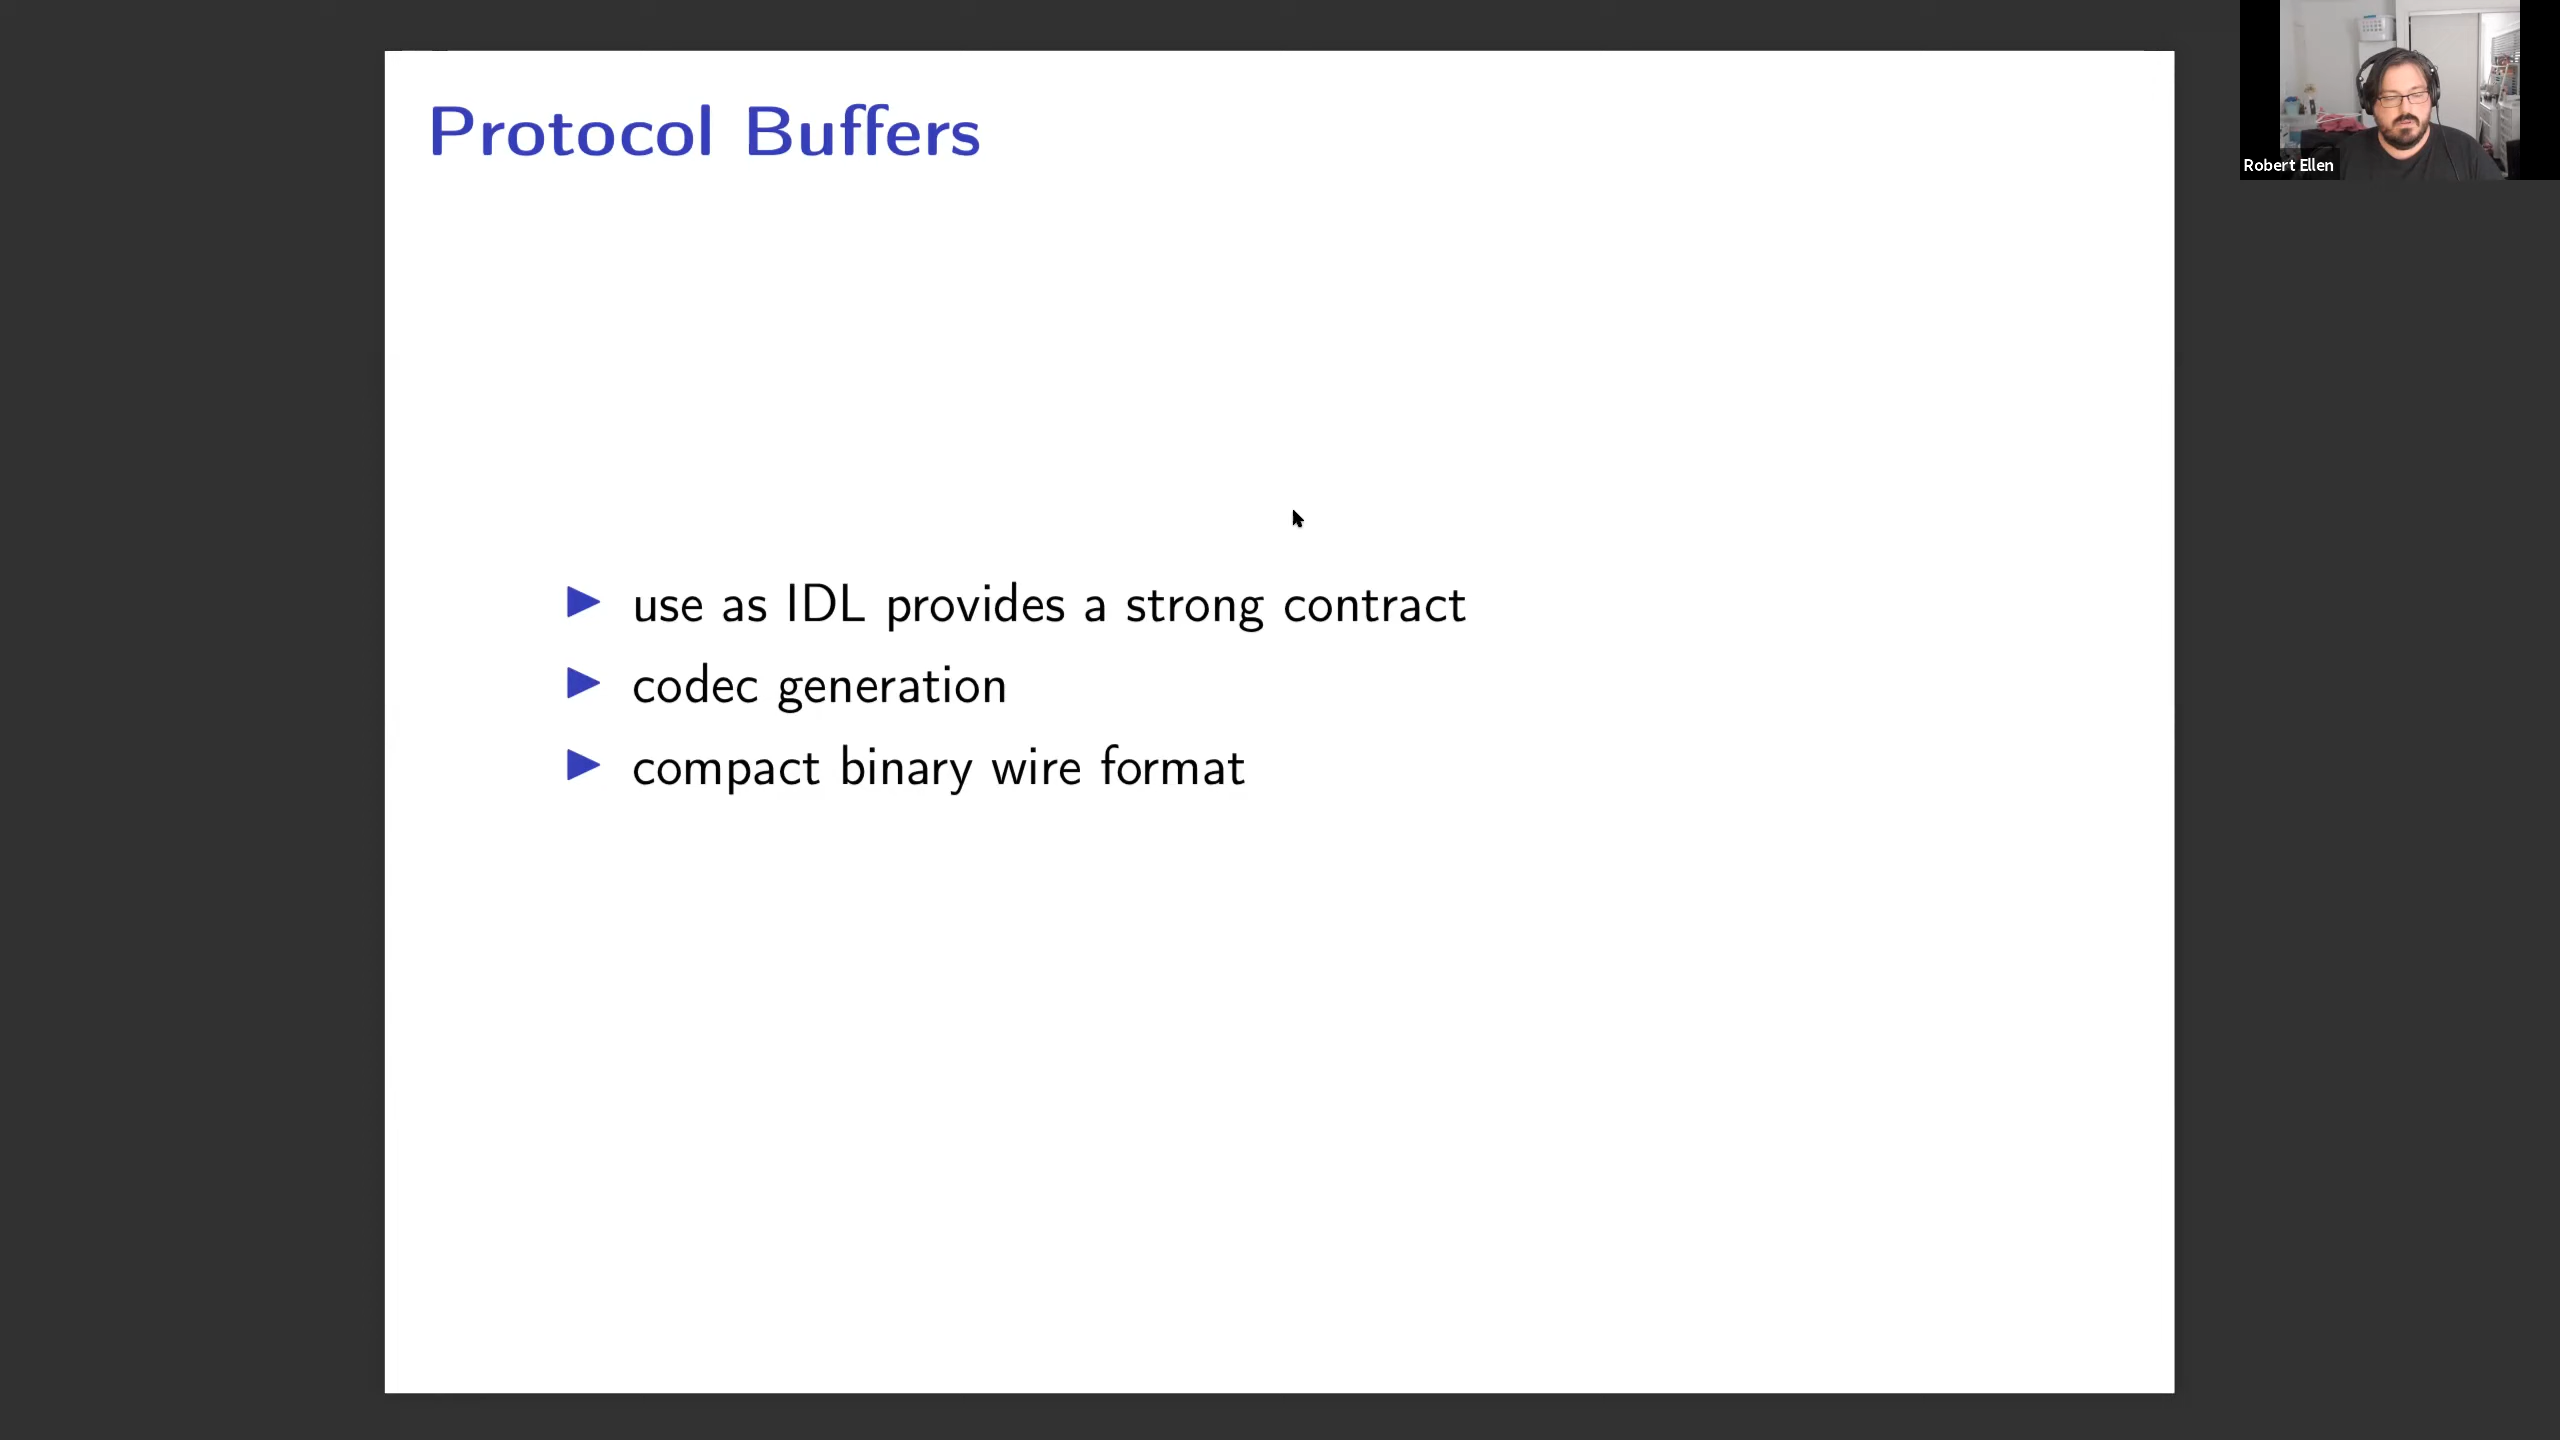 Protocol Buffers
Robert Ellen
use as IDL provides a strong contract
codec generation
compact binary wire format